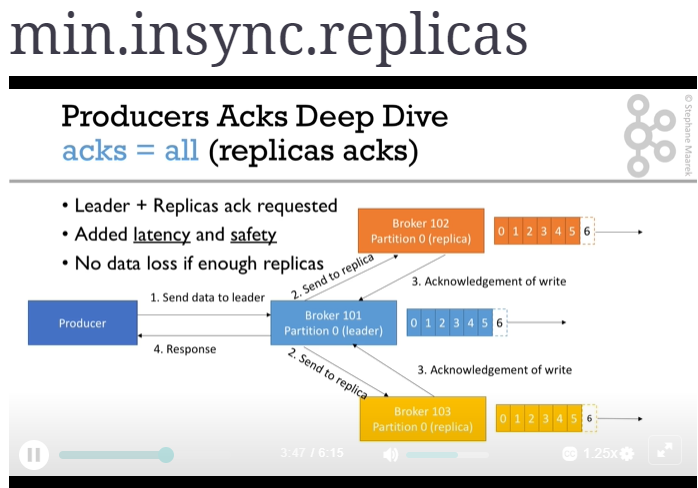 min.insync.replicas
Producers Acks Deep Dive
acks = all (replicas acks)
© Stephane Maarek
• Leader + Replicas ack requested
• Added latency and safety
• No data loss if enough replicas
Broker 102
Partition 0 (replica)
0 1 2 3 4 5 6
2. Send to replica
3. Acknowledgement of write
1. Send data to leader
Producer
Broker 101
Partition 0 (leader)
0 1 2 3 4 5 6
4. Response
2. Send to replica
3. Acknowledgement of write
Broker 103
Partition 0 (replica)
0 1 2 3 4 5 6
3:47 / 6:15
CC
1.25x